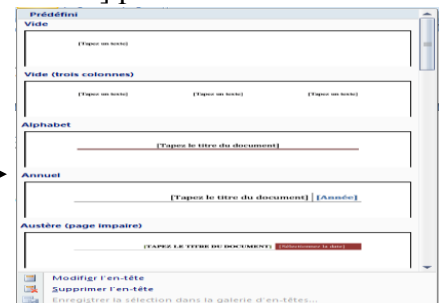 Prédéfini
Vide
[Tapez un texte]
Vide (trois colonnes)
[Tapez un texte] [Tapez un texte] [Tapez un texte]
Alphabet
[Tapez le titre du document]
Annuel
[Tapez le titre du document] [Année]
Austère (page impaire)
[TAPEZ LE TITRE DU DOCUMENT] [Sélectionnez la date]
Modifier l'en-tête
Supprimer l'en-tête
Enregistrer la sélection dans la galerie d'en-têtes...